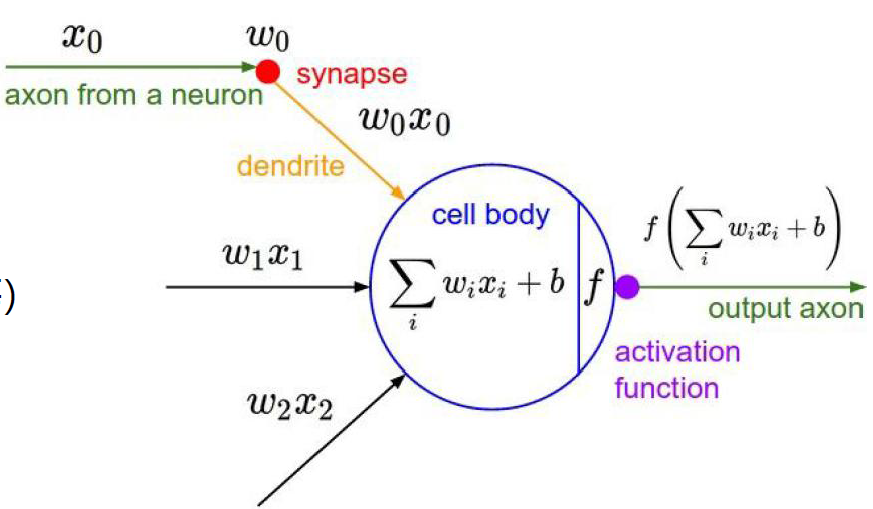 x₀
w₀
synapse
axon from a neuron
w₀x₀
dendrite
cell body
f(∑ᵢ wᵢxᵢ + b)
w₁x₁
∑ᵢ wᵢxᵢ + b
f
)
output axon
activation
function
w₂x₂